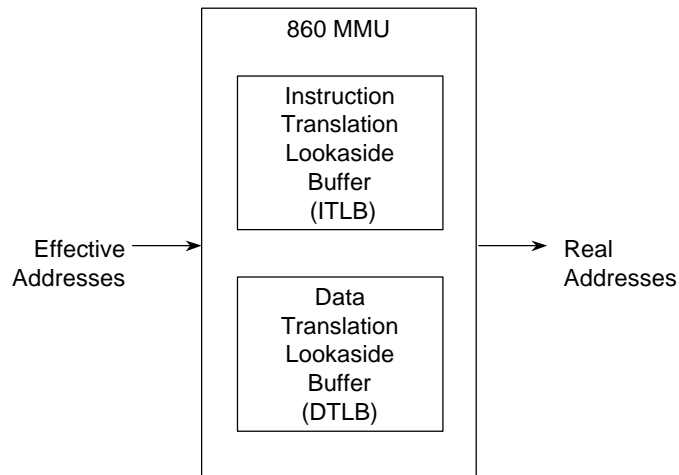 860 MMU
Instruction
Translation
Lookaside
Buffer
(ITLB)
Effective
Addresses
Real
Addresses
Data
Translation
Lookaside
Buffer
(DTLB)